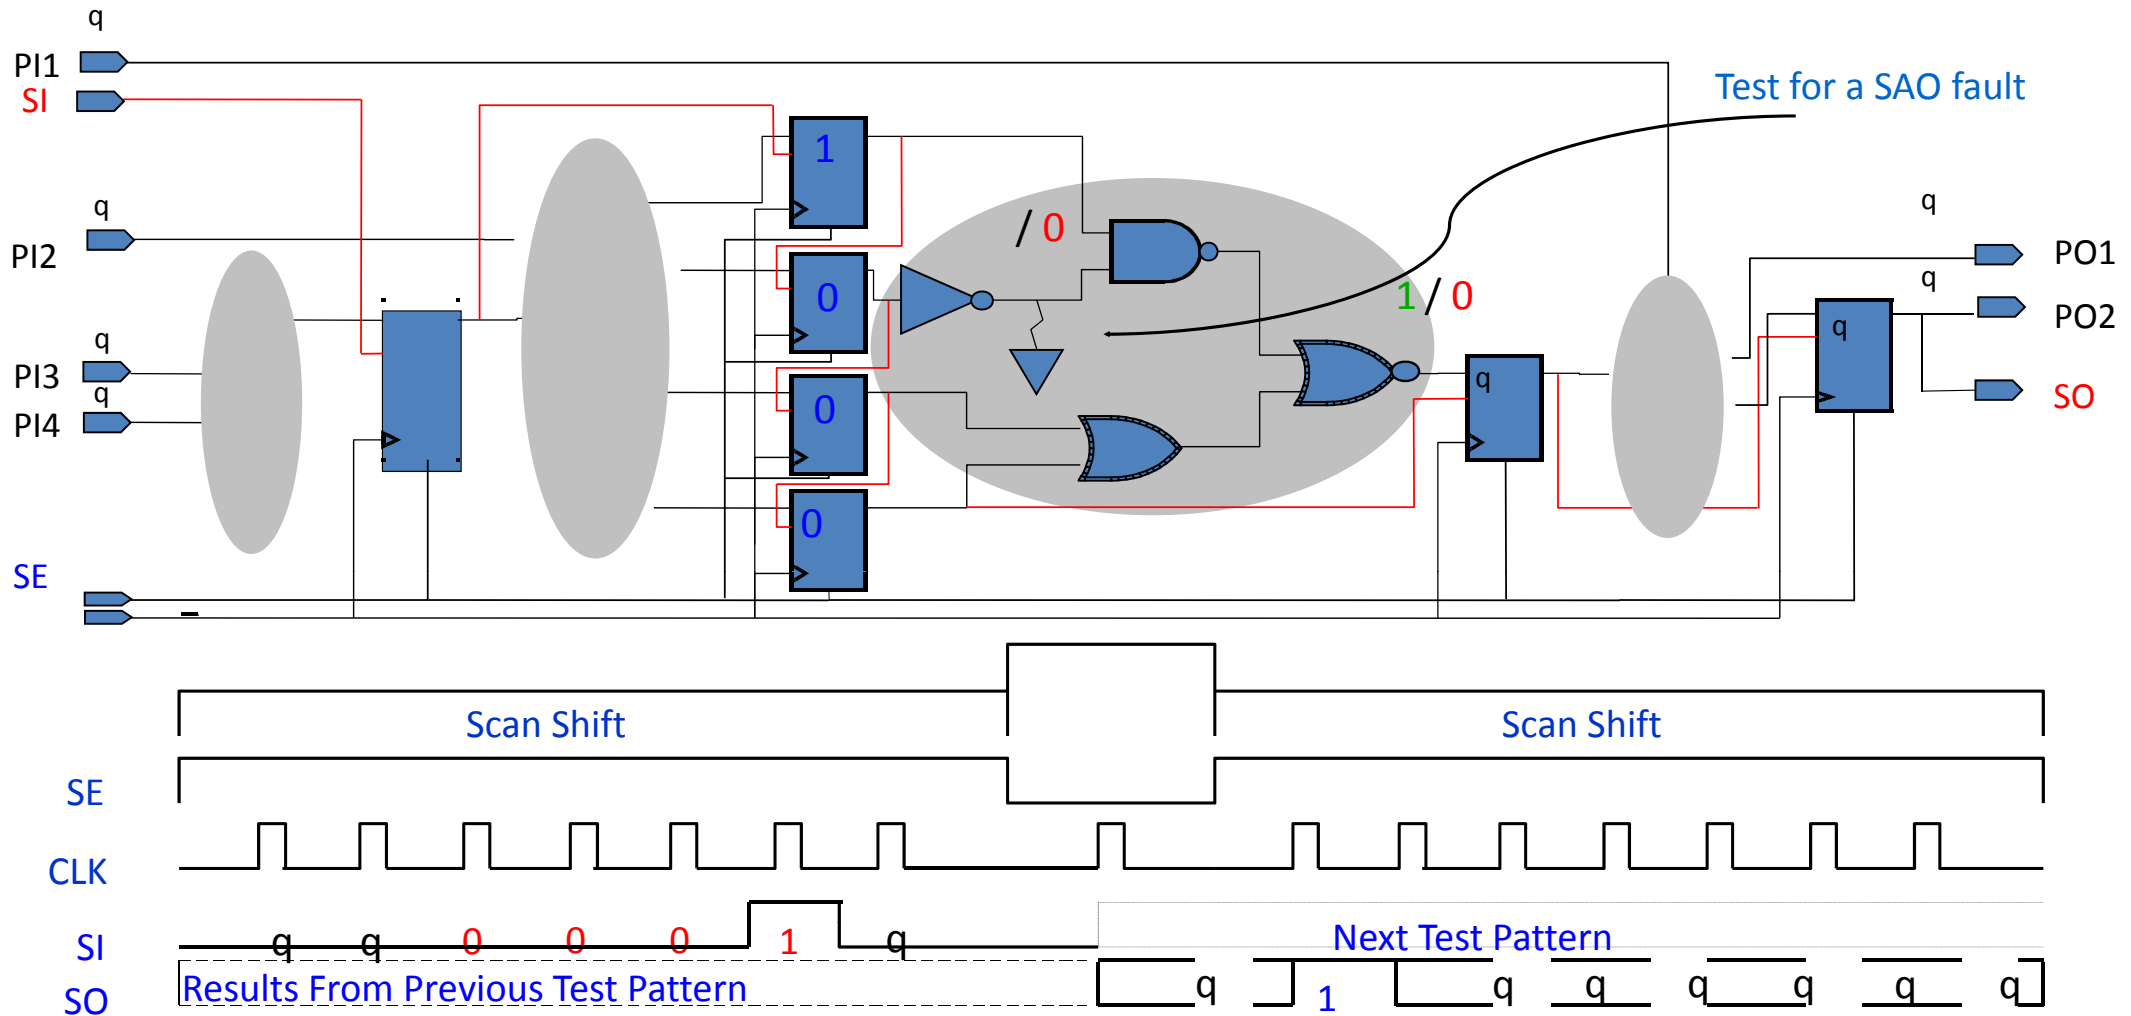 q
PI1
SI
Test for a SAO fault
1
q
PI2
/ 0
q
PO1
q
PO2
0
1 / 0
q
q
PI3
q
PI4
0
q
SO
0
SE
Scan Shift
Scan Shift
SE
CLK
SI
q q 0 0 0 1 q
Next Test Pattern
SO
Results From Previous Test Pattern
q 1 q q q q q q